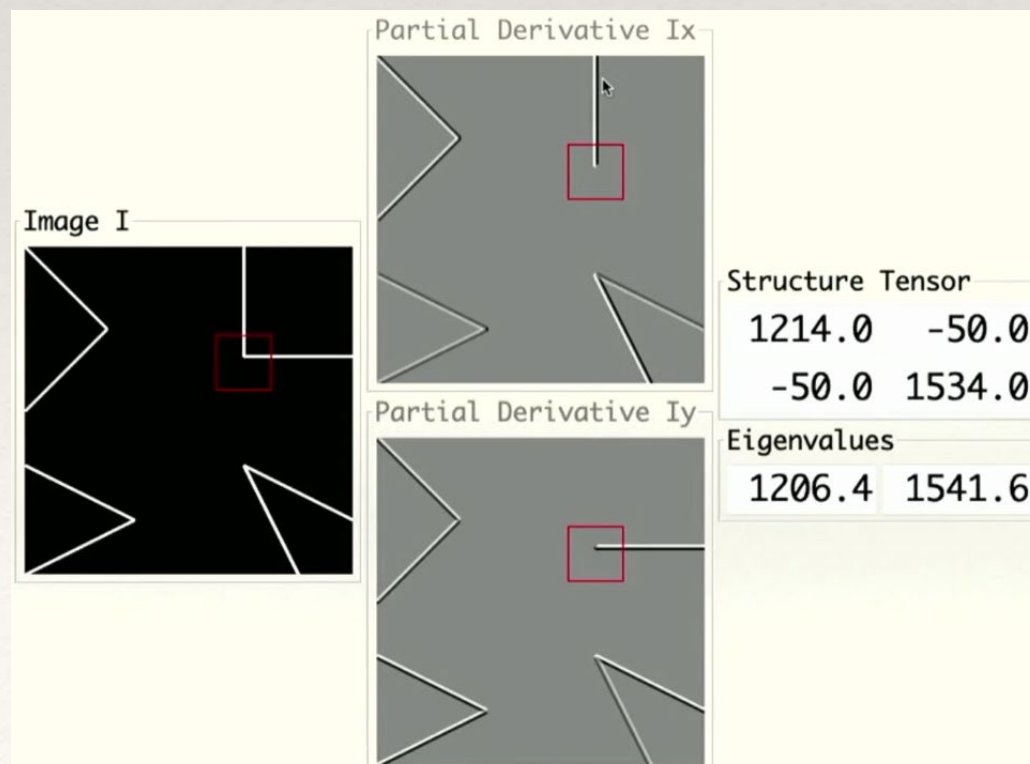 Partial Derivative Ix
Image I
Structure Tensor
1214.0 -50.0
-50.0 1534.0
Partial Derivative Iy
Eigenvalues
1206.4 1541.6